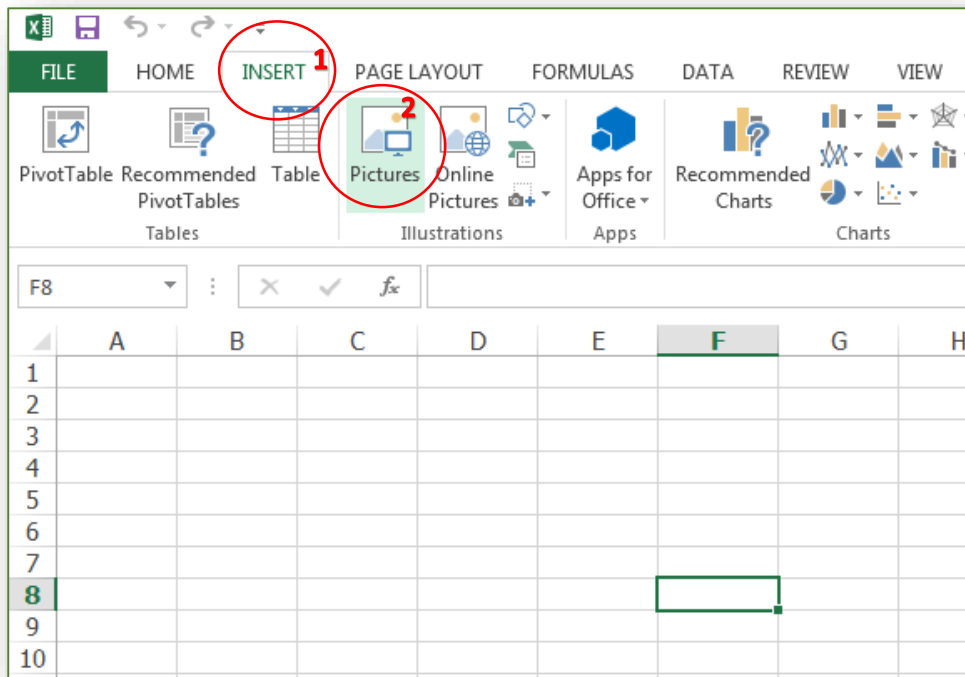 1
FILE HOME INSERT PAGE LAYOUT FORMULAS DATA REVIEW VIEW
2
PivotTable Recommended PivotTables Table Pictures Online Pictures Apps for Office Recommended Charts
Tables Illustrations Apps Charts
F8 fx
A B C D E F G H
1
2
3
4
5
6
7
8
9
10